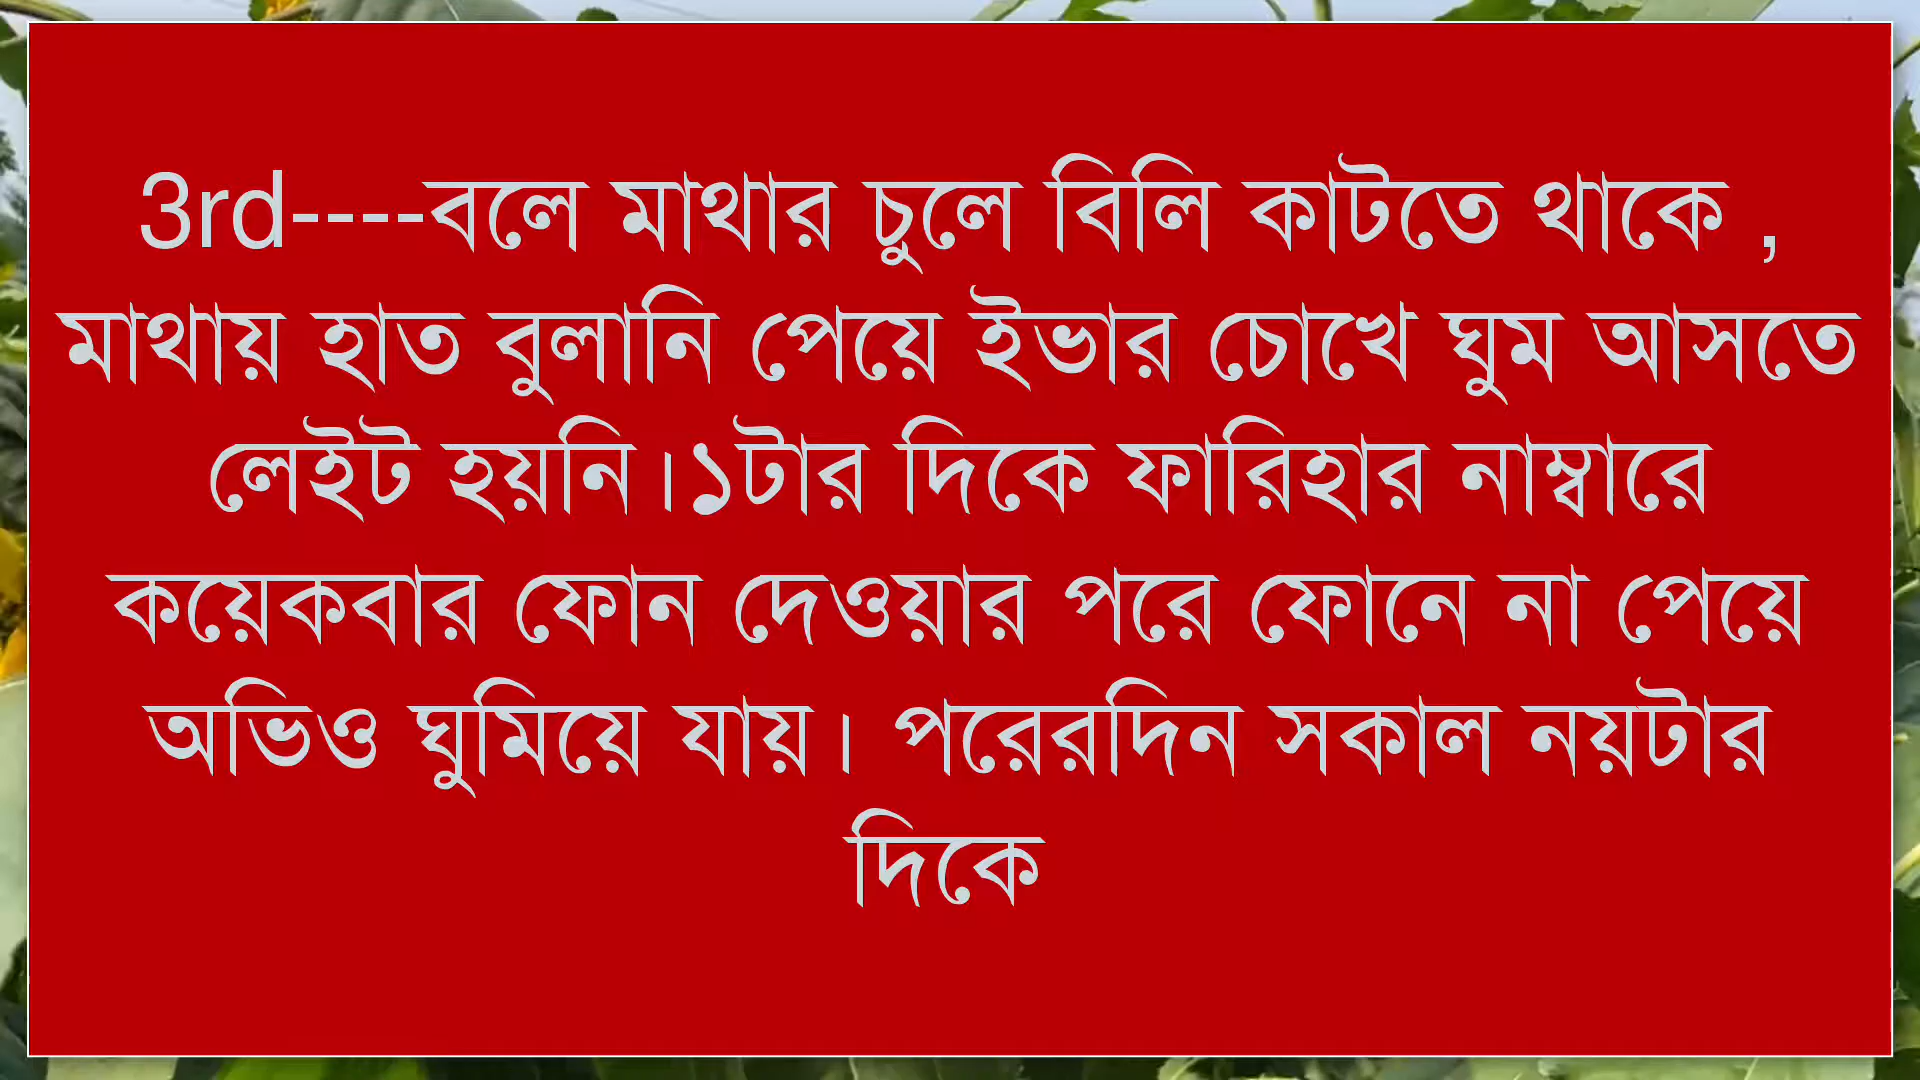 3rd----বলে মাথার চুলে বিলি কাটতে থাকে ,
মাথায় হাত বুলানি পেয়ে ইভার চোখে ঘুম আসতে
লেইট হয়নি।১টার দিকে ফারিহার নাম্বারে
কয়েকবার ফোন দেওয়ার পরে ফোনে না পেয়ে
অভিও ঘুমিয়ে যায়। পরেরদিন সকাল নয়টার
দিকে